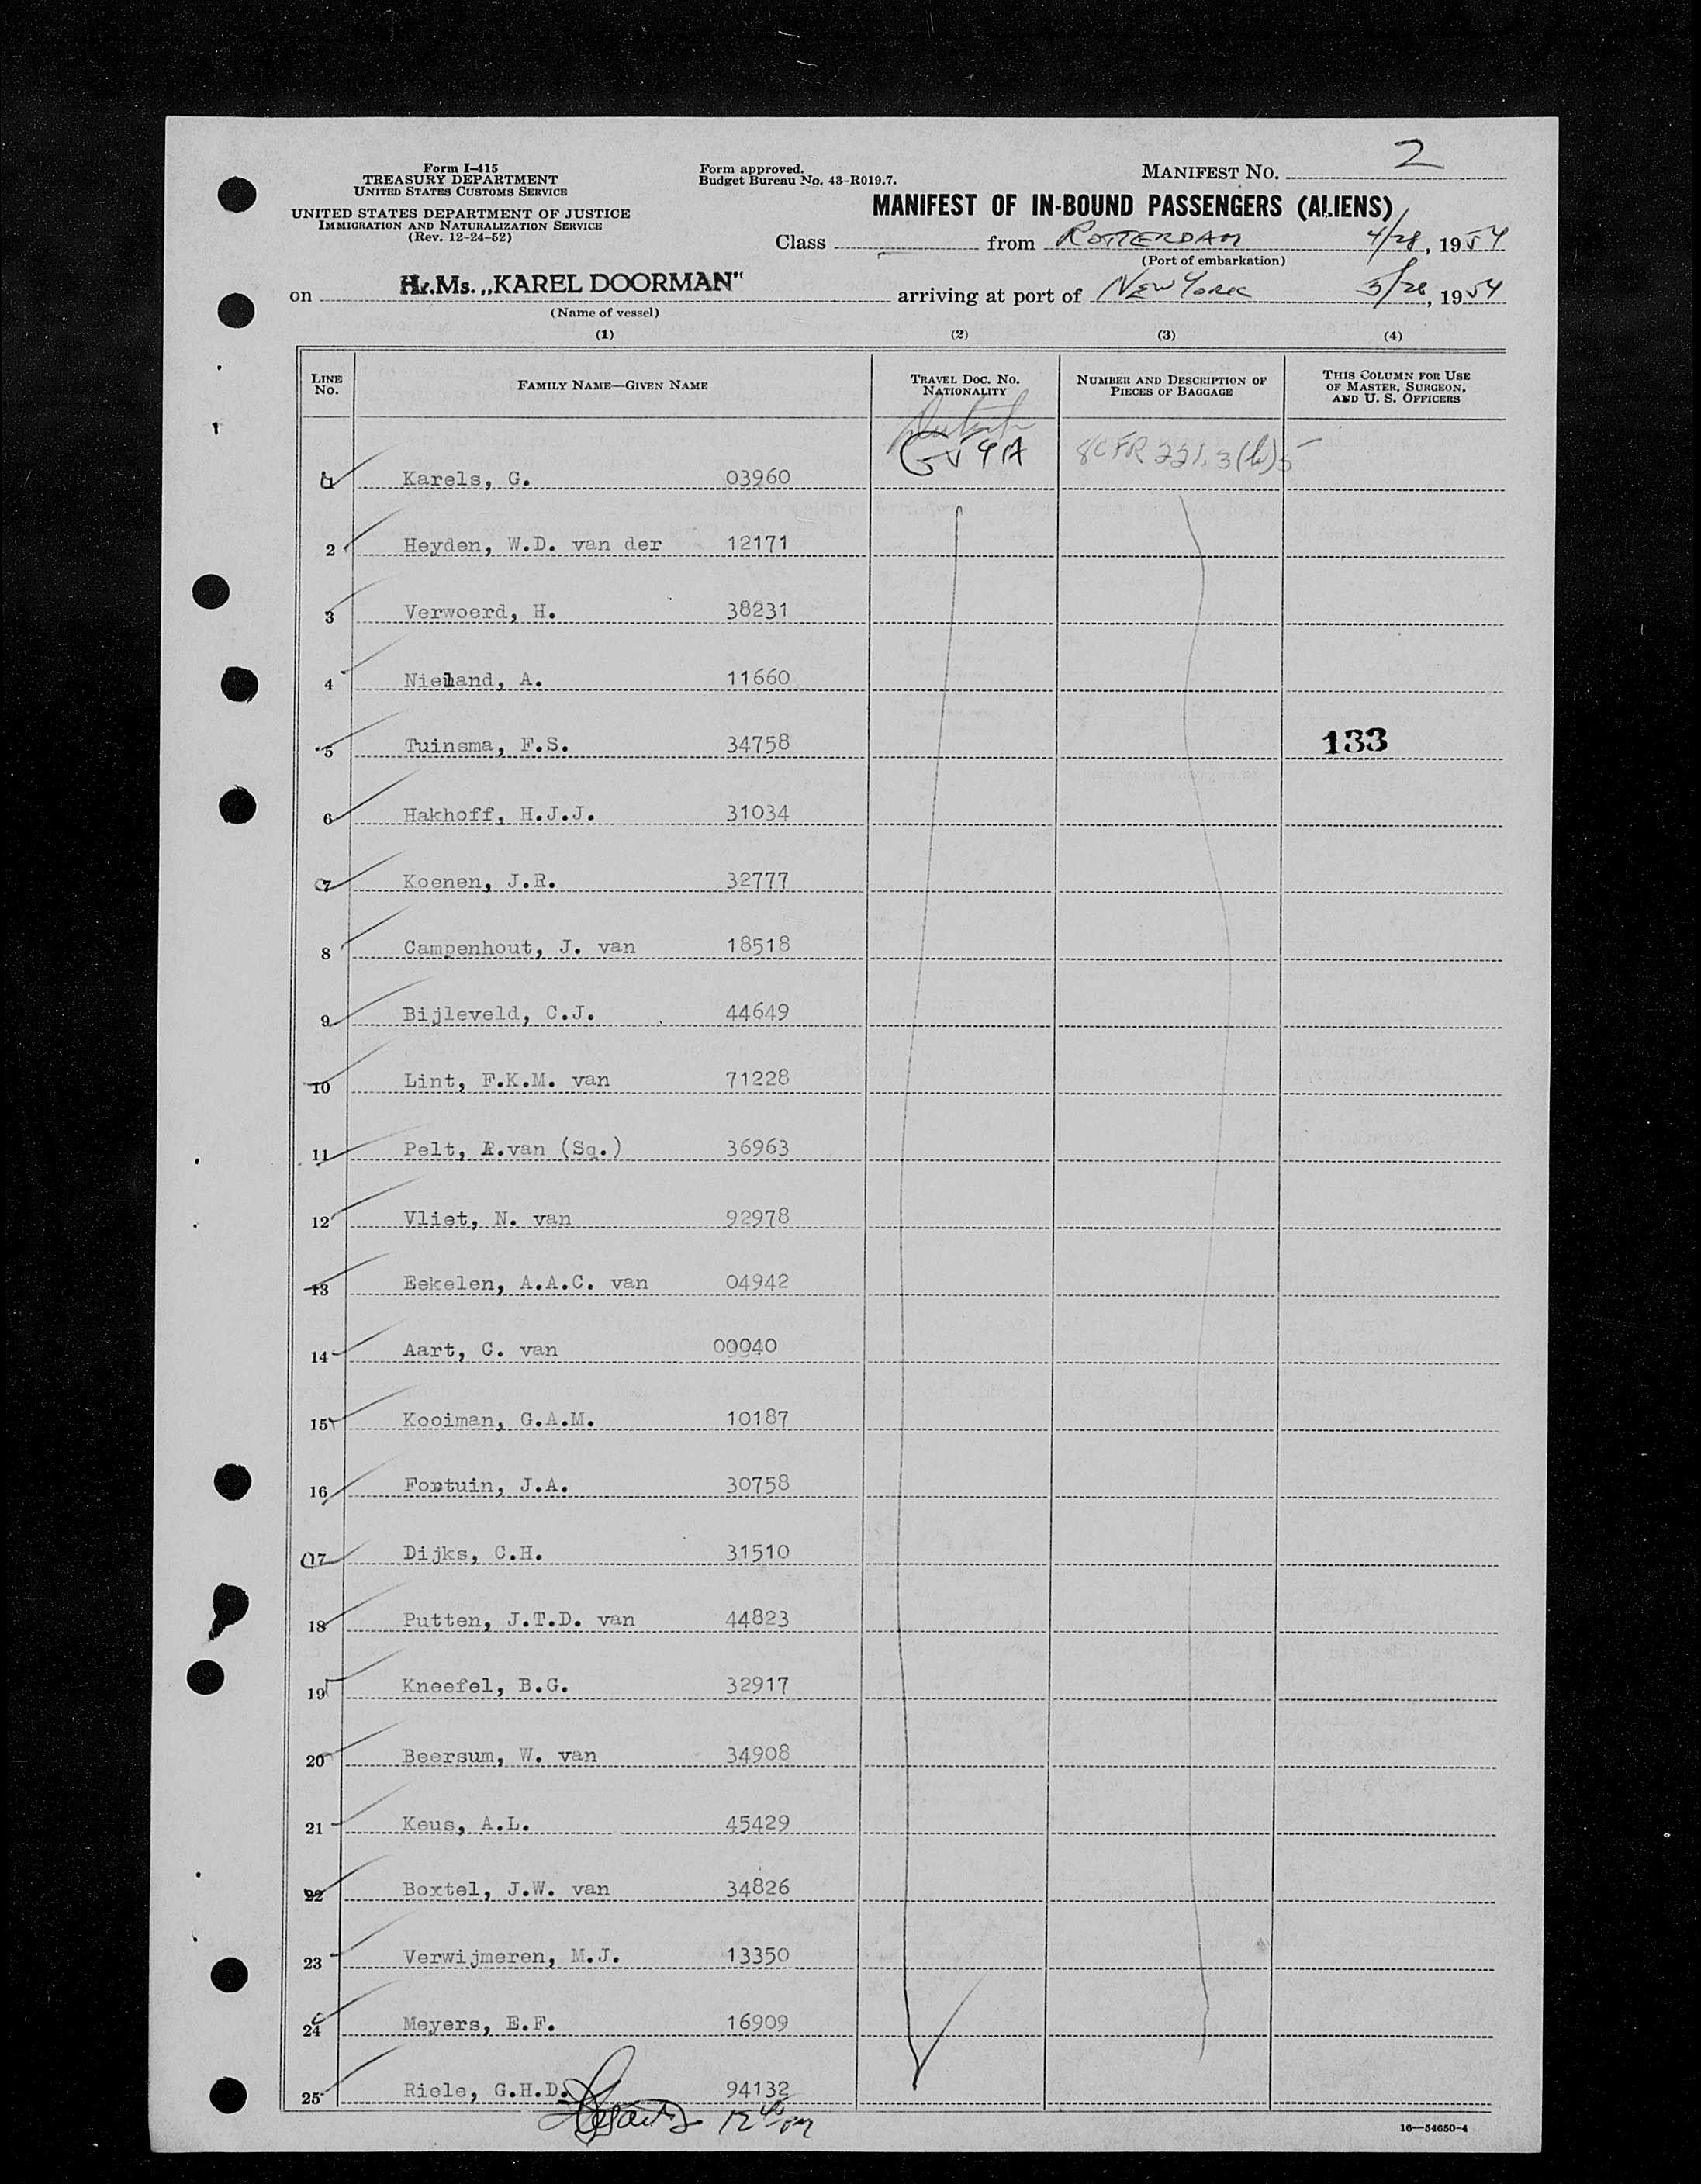 Form I-415
TREASURY DEPARTMENT
UNITED STATES CUSTOMS SERVICE
UNITED STATES DEPARTMENT OF JUSTICE
IMMIGRATION AND NATURALIZATION SERVICE
(Rev. 12-24-52)
Form approved.
Budget Bureau No. 43-R019.7.
MANIFEST No. 2
MANIFEST OF IN-BOUND PASSENGERS (ALIENS)
Class from ROTTERDAM 4/28, 1954
(Port of embarkation)
on Hr.Ms. „KAREL DOORMAN" arriving at port of NEW YORK 5/28, 1954
(Name of vessel)
(1) (2) (3) (4)
LINE No. FAMILY NAME—GIVEN NAME TRAVEL DOC. No. NATIONALITY NUMBER AND DESCRIPTION OF PIECES OF BAGGAGE THIS COLUMN FOR USE OF MASTER, SURGEON, AND U. S. OFFICERS
Dutch
8CFR 221.3(b)5
1 Karels, G. 03960
2 Heyden, W.D. van der 12171
3 Verwoerd, H. 38231
4 Nieland, A. 11660
5 Tuinsma, F.S. 34758 133
6 Hakhoff, H.J.J. 31034
7 Koenen, J.R. 32777
8 Campenhout, J. van 18518
9 Bijleveld, C.J. 44649
10 Lint, F.K.M. van 71228
11 Pelt, .van (Sq.) 36963
12 Vliet, N. van 92978
13 Eekelen, A.A.C. van 04942
14 Aart, C. van 00040
15 Kooiman, G.A.M. 10187
16 Fortuin, J.A. 30758
17 Dijks, C.H. 31510
18 Putten, J.T.D. van 44823
19 Kneefel, B.G. 32917
20 Beersum, W. van 34908
21 Keus, A.L. 45429
22 Boxtel, J.W. van 34826
23 Verwijmeren, M.J. 13350
24 Meyers, E.F. 16909
25 Riele, G.H.D. 94132
16—54650-4